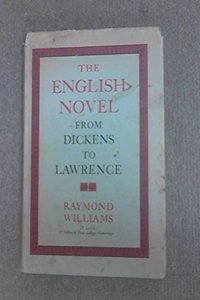 THE
ENGLISH
NOVEL
FROM
DICKENS
TO
LAWRENCE
RAYMOND
WILLIAMS